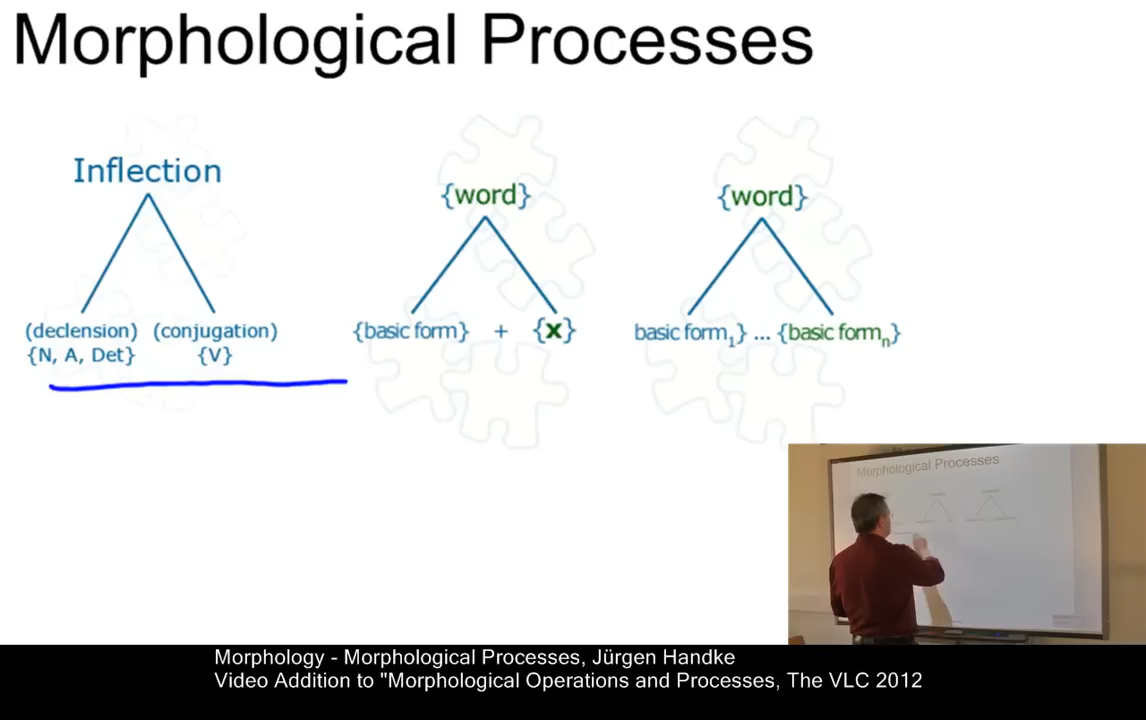 Morphological Processes
Inflection
(declension) (conjugation)
{N, A, Det} {V}
{word}
{basic form} + {x}
{word}
basic form1} ... {basic formn}
Morphological Processes
Morphology - Morphological Processes, Jürgen Handke
Video Addition to "Morphological Operations and Processes, The VLC 2012